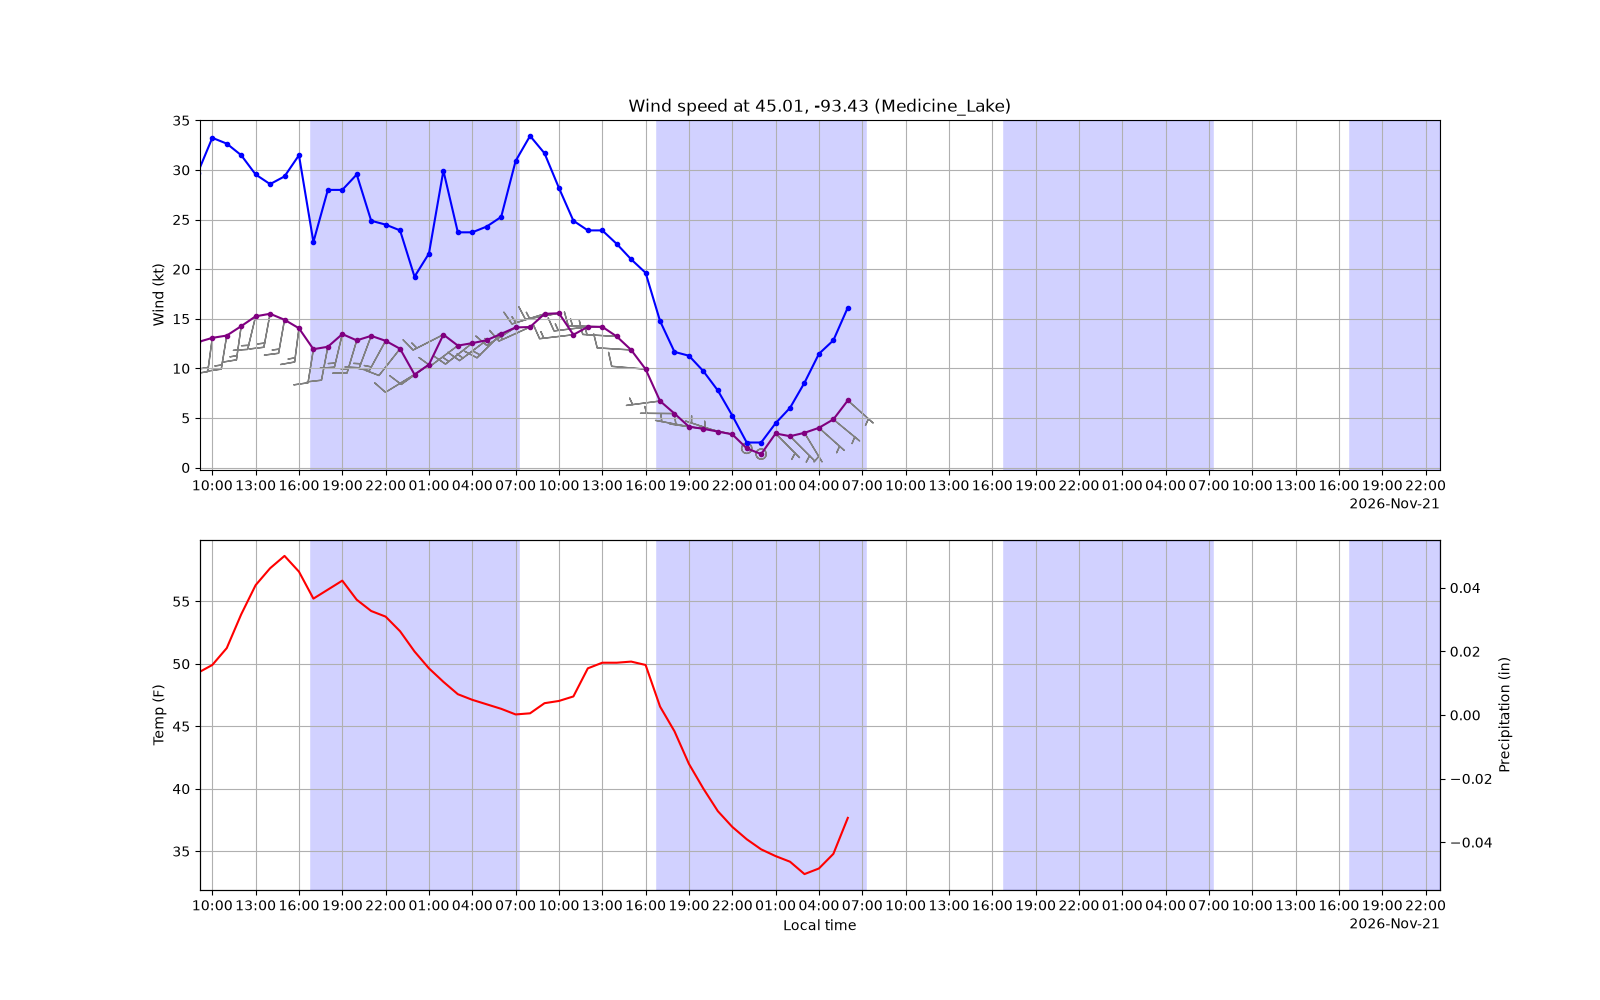 Wind speed at 45.01, -93.43 (Medicine_Lake)
35
30
25
20
15
10
5
0
Wind (kt)
10:00 13:00 16:00 19:00 22:00 01:00 04:00 07:00 10:00 13:00 16:00 19:00 22:00 01:00 04:00 07:00 10:00 13:00 16:00 19:00 22:00 01:00 04:00 07:00 10:00 13:00 16:00 19:00 22:00
2026-Nov-21
55
50
45
40
35
Temp (F)
0.04
0.02
0.00
−0.02
−0.04
Precipitation (in)
10:00 13:00 16:00 19:00 22:00 01:00 04:00 07:00 10:00 13:00 16:00 19:00 22:00 01:00 04:00 07:00 10:00 13:00 16:00 19:00 22:00 01:00 04:00 07:00 10:00 13:00 16:00 19:00 22:00
Local time
2026-Nov-21